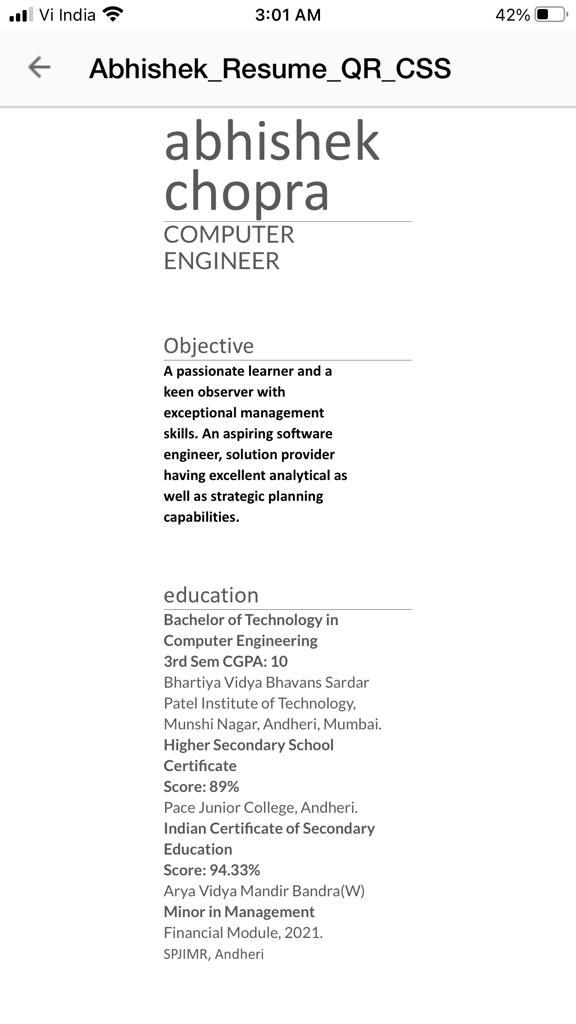 Vi India 3:01 AM 42%
Abhishek_Resume_QR_CSS
abhishek
chopra
COMPUTER
ENGINEER
Objective
A passionate learner and a
keen observer with
exceptional management
skills. An aspiring software
engineer, solution provider
having excellent analytical as
well as strategic planning
capabilities.
education
Bachelor of Technology in
Computer Engineering
3rd Sem CGPA: 10
Bhartiya Vidya Bhavans Sardar
Patel Institute of Technology,
Munshi Nagar, Andheri, Mumbai.
Higher Secondary School
Certificate
Score: 89%
Pace Junior College, Andheri.
Indian Certificate of Secondary
Education
Score: 94.33%
Arya Vidya Mandir Bandra(W)
Minor in Management
Financial Module, 2021.
SPJIMR, Andheri